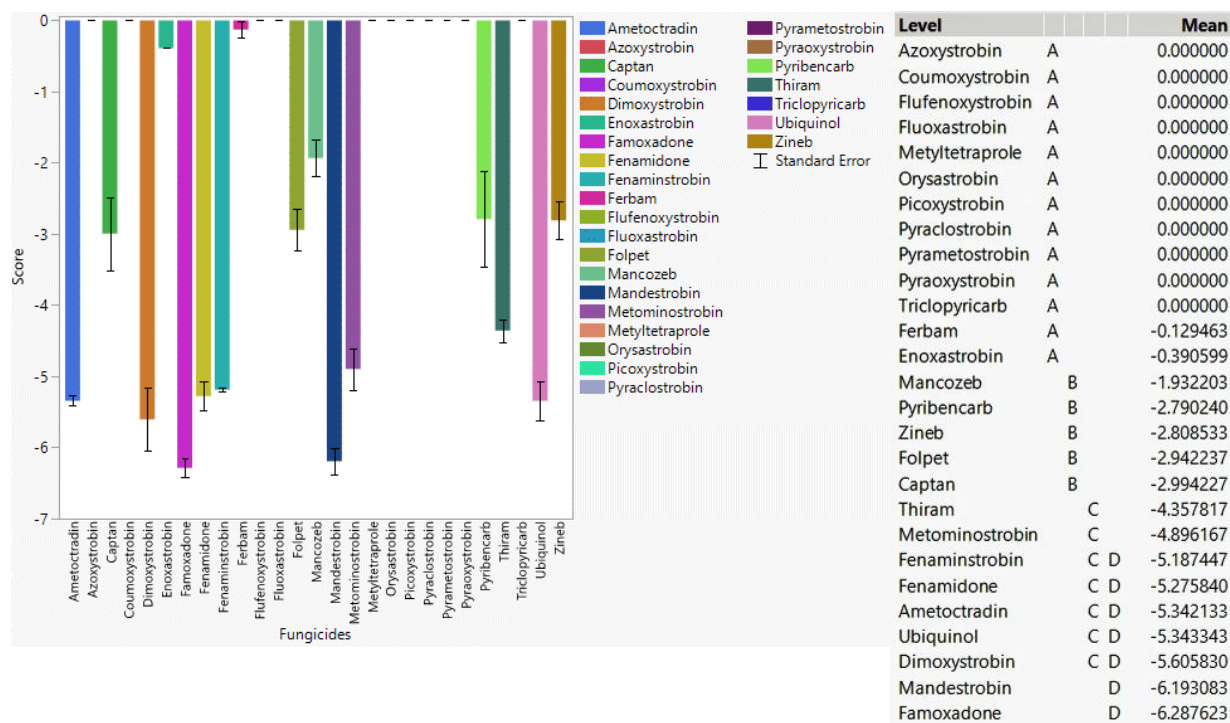 0
-1
-2
-3
-4
-5
-6
-7
Score
Ametoctradin
Azoxystrobin
Captan
Coumoxystrobin
Dimoxystrobin
Enoxastrobin
Famoxadone
Fenamidone
Fenaminstrobin
Ferbam
Flufenoxystrobin
Fluoxastrobin
Folpet
Mancozeb
Mandestrobin
Metominostrobin
Metyltetraprole
Orysastrobin
Picoxystrobin
Pyraclostrobin
Pyrametostrobin
Pyraoxystrobin
Pyribencarb
Thiram
Triclopyricarb
Ubiquinol
Zineb
Fungicides
Ametoctradin
Azoxystrobin
Captan
Coumoxystrobin
Dimoxystrobin
Enoxastrobin
Famoxadone
Fenamidone
Fenaminstrobin
Ferbam
Flufenoxystrobin
Fluoxastrobin
Folpet
Mancozeb
Mandestrobin
Metominostrobin
Metyltetraprole
Orysastrobin
Picoxystrobin
Pyraclostrobin
Pyrametostrobin
Pyraoxystrobin
Pyribencarb
Thiram
Triclopyricarb
Ubiquinol
Zineb
Standard Error
Level Mean
Azoxystrobin A 0.000000
Coumoxystrobin A 0.000000
Flufenoxystrobin A 0.000000
Fluoxastrobin A 0.000000
Metyltetraprole A 0.000000
Orysastrobin A 0.000000
Picoxystrobin A 0.000000
Pyraclostrobin A 0.000000
Pyrametostrobin A 0.000000
Pyraoxystrobin A 0.000000
Triclopyricarb A 0.000000
Ferbam A -0.129463
Enoxastrobin A -0.390599
Mancozeb B -1.932203
Pyribencarb B -2.790240
Zineb B -2.808533
Folpet B -2.942237
Captan B -2.994227
Thiram C -4.357817
Metominostrobin C -4.896167
Fenaminstrobin C D -5.187447
Fenamidone C D -5.275840
Ametoctradin C D -5.342133
Ubiquinol C D -5.343343
Dimoxystrobin C D -5.605830
Mandestrobin D -6.193083
Famoxadone D -6.287623